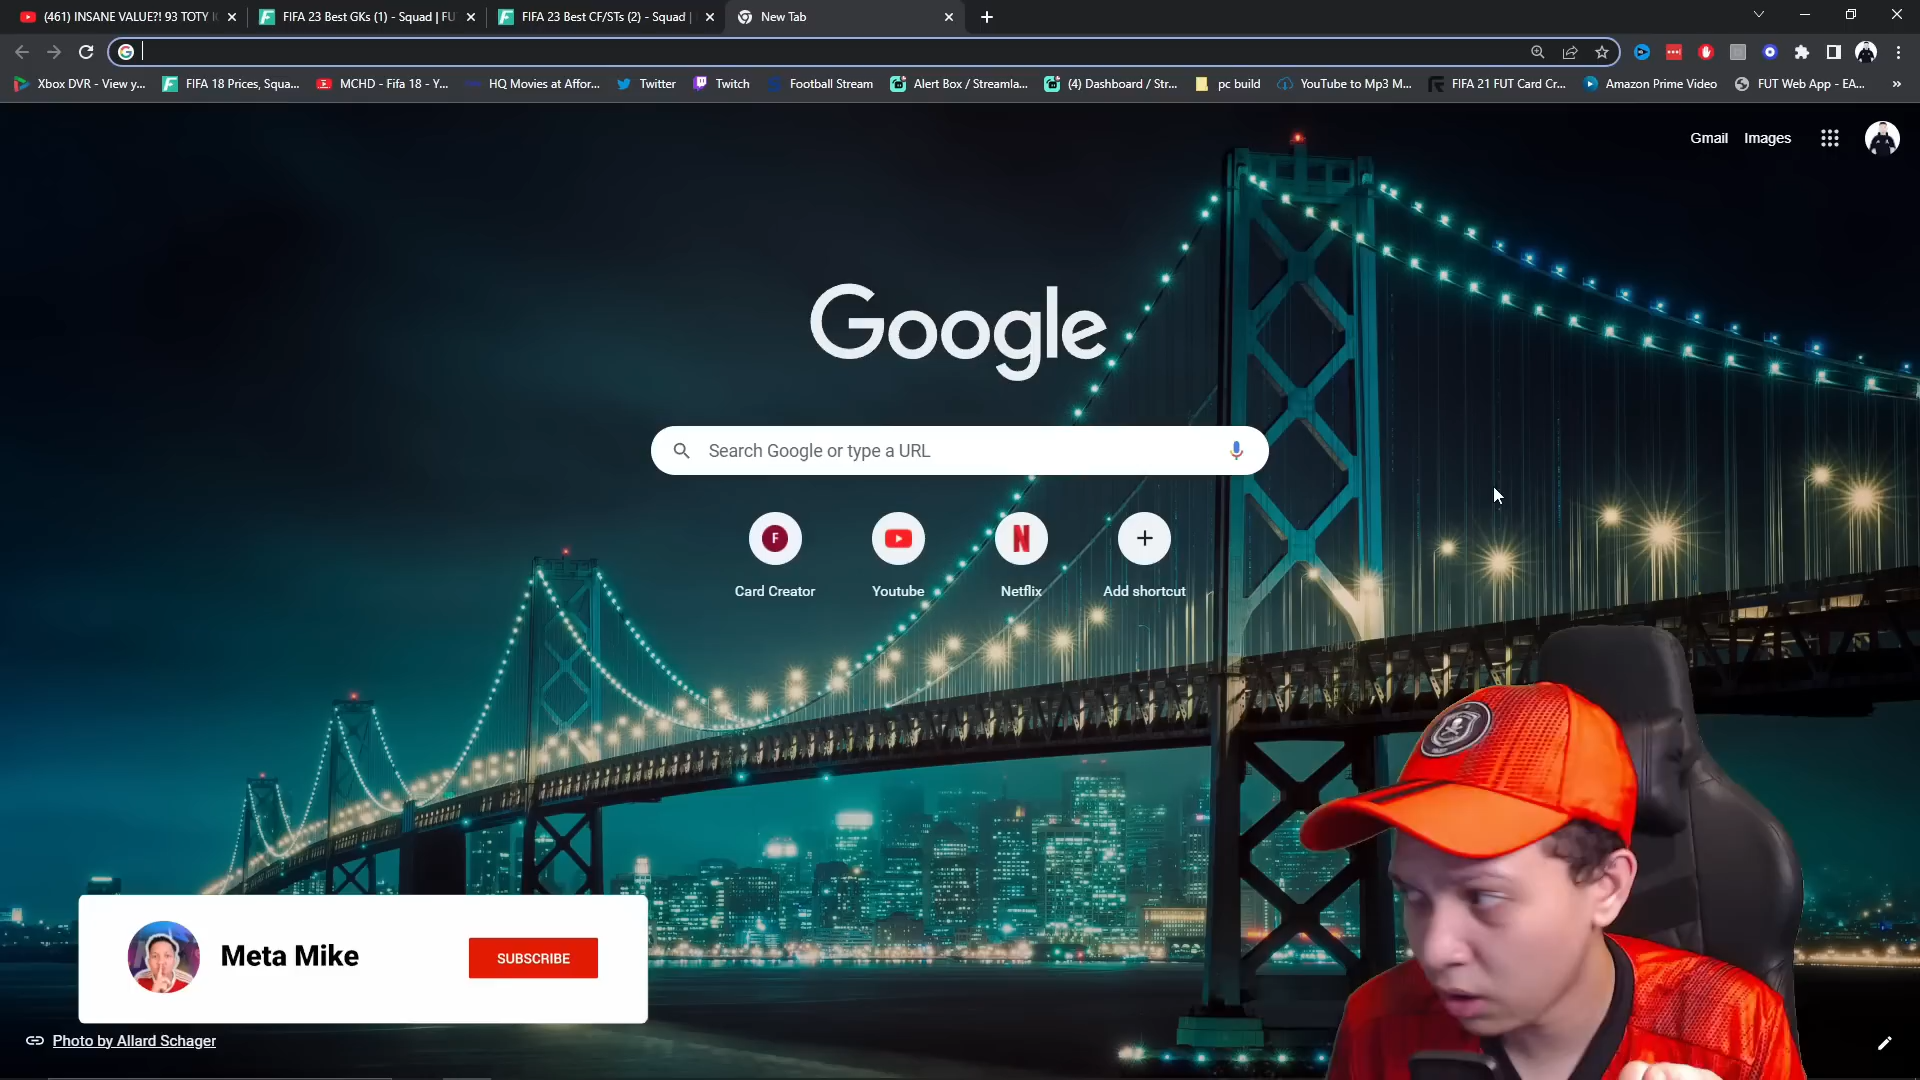 (461) INSANE VALUE?! 93 TOTY
FIFA 23 Best GKs (1) - Squad | FU
FIFA 23 Best CF/STs (2) - Squad |
New Tab
Xbox DVR - View y...
FIFA 18 Prices, Squa...
MCHD - Fifa 18 - Y...
HQ Movies at Affor...
Twitter
Twitch
Football Stream
Alert Box / Streamla...
(4) Dashboard / Str...
pc build
YouTube to Mp3 M...
FIFA 21 FUT Card Cr...
Amazon Prime Video
FUT Web App - EA...
»
Gmail
Images
Google
Search Google or type a URL
F
N
Card Creator
Youtube
Netflix
Add shortcut
Meta Mike
SUBSCRIBE
Photo by Allard Schager